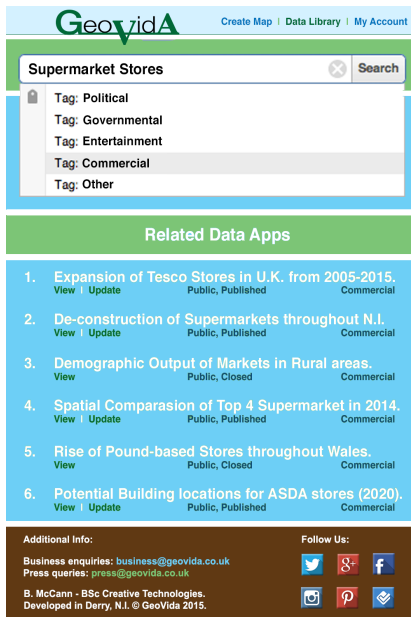 GeoVidA
Create Map | Data Library | My Account
Supermarket Stores Search
Tag: Political
Tag: Governmental
Tag: Entertainment
Tag: Commercial
Tag: Other
Related Data Apps
1. Expansion of Tesco Stores in U.K. from 2005-2015.
View | Update Public, Published Commercial
2. De-construction of Supermarkets throughout N.I.
View | Update Public, Published Commercial
3. Demographic Output of Markets in Rural areas.
View Public, Closed Commercial
4. Spatial Comparasion of Top 4 Supermarket in 2014.
View | Update Public, Published Commercial
5. Rise of Pound-based Stores throughout Wales.
View Public, Closed Commercial
6. Potential Building locations for ASDA stores (2020).
View | Update Public, Published Commercial
Additional Info: Follow Us:
Business enquiries: business@geovida.co.uk
Press queries: press@geovida.co.uk
B. McCann - BSc Creative Technologies.
Developed in Derry, N.I. © GeoVida 2015.